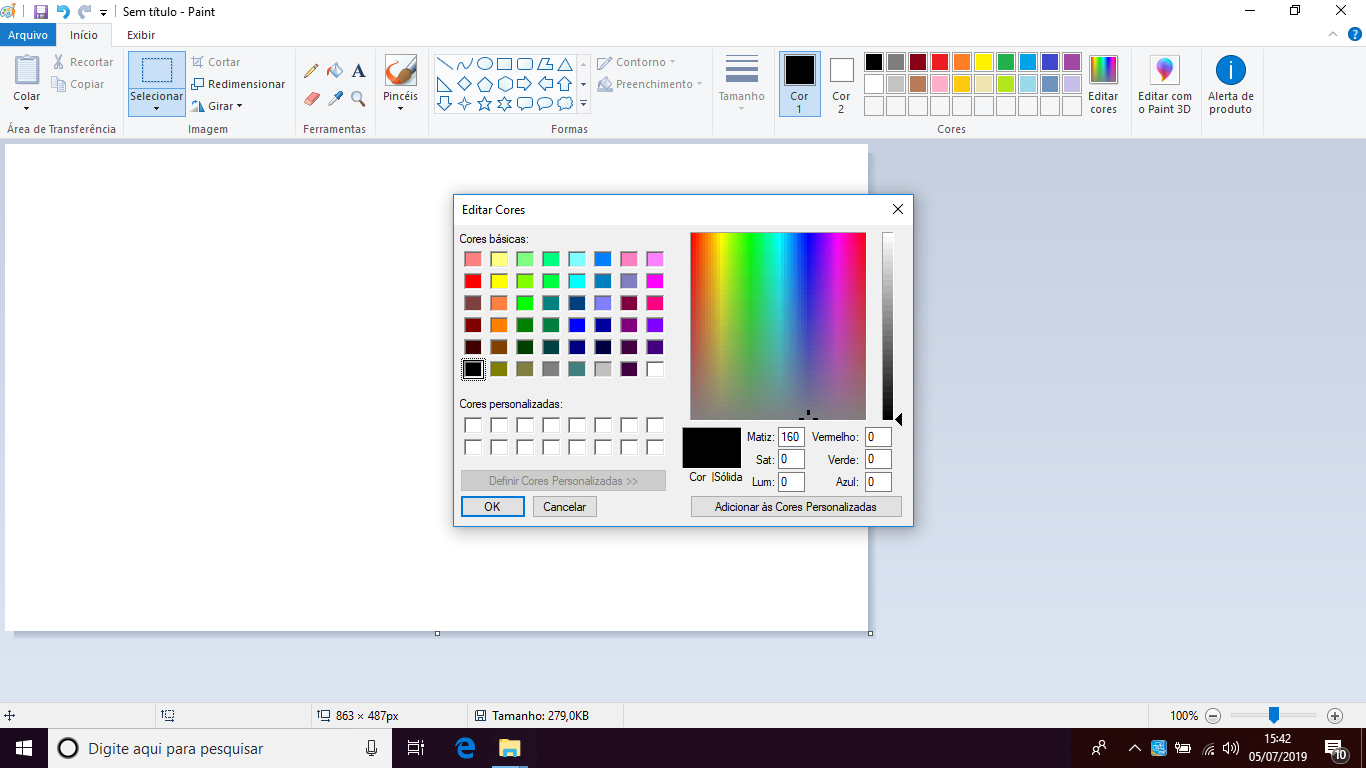 Sem título - Paint
Arquivo Início Exibir
Colar
Recortar
Copiar
Área de Transferência
Selecionar
Cortar
Redimensionar
Girar
Imagem
A
Ferramentas
Pincéis
Contorno
Preenchimento
Formas
Tamanho
Cor
1
Cor
2
Editar
cores
Cores
Editar com
o Paint 3D
Alerta de
produto
Editar Cores
Cores básicas:
Cores personalizadas:
Definir Cores Personalizadas >>
OK Cancelar
Cor |Sólida
Matiz: 160 Vermelho: 0
Sat: 0 Verde: 0
Lum: 0 Azul: 0
Adicionar às Cores Personalizadas
863 × 487px
Tamanho: 279,0KB
100%
Digite aqui para pesquisar
15:42
05/07/2019
10